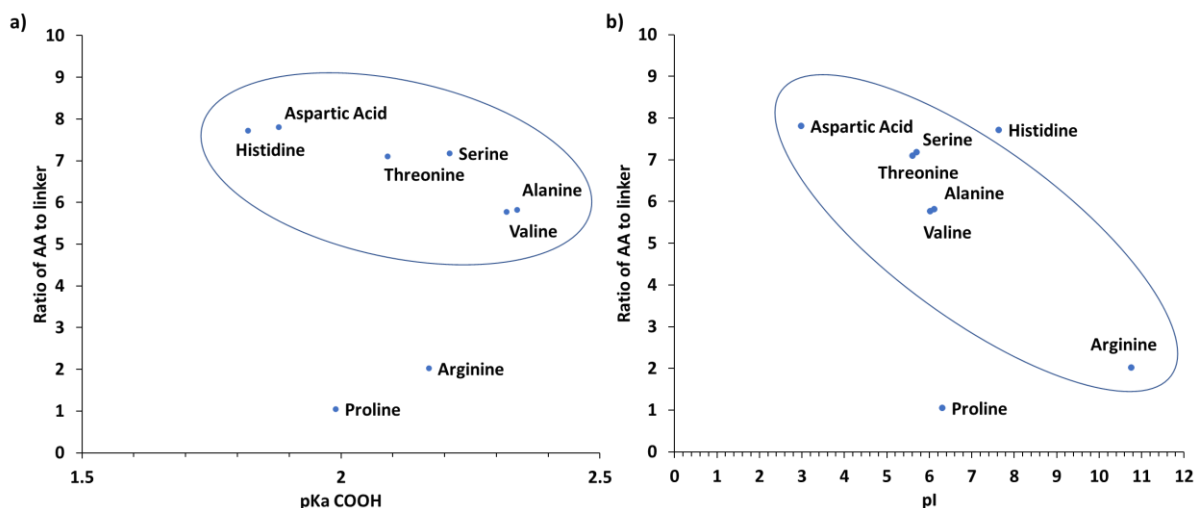 a)
Ratio of AA to linker
10
9
8
7
6
5
4
3
2
1
0
Aspartic Acid
Histidine
Serine
Threonine
Alanine
Valine
Arginine
Proline
1.5
2
2.5
pKa COOH
b)
Ratio of AA to linker
10
9
8
7
6
5
4
3
2
1
0
Aspartic Acid
Histidine
Serine
Threonine
Alanine
Valine
Arginine
Proline
0 1 2 3 4 5 6 7 8 9 10 11 12
pI